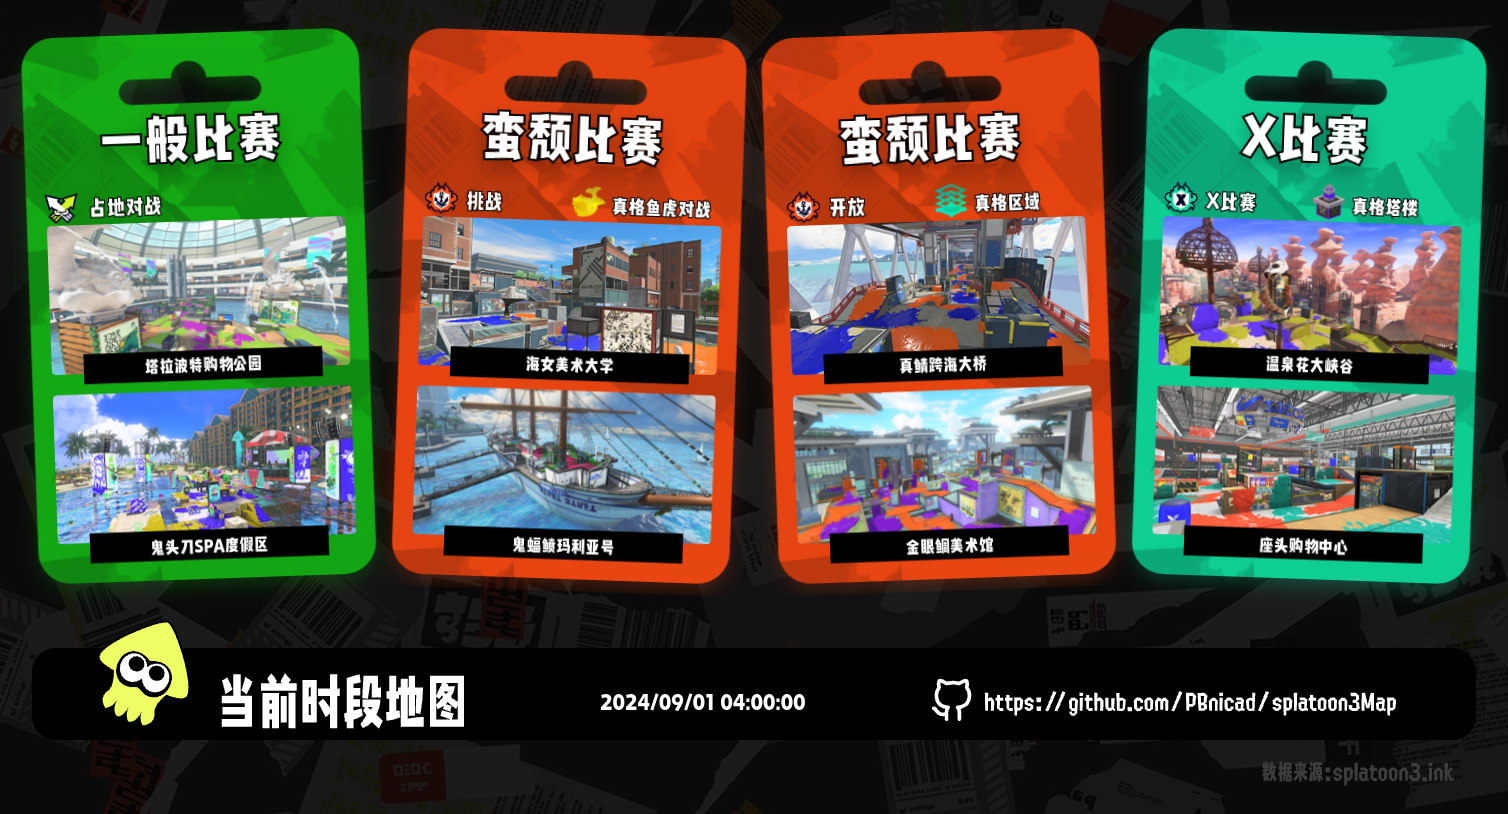 一般比赛
占地对战
塔拉波特购物公园
鬼头刀SPA度假区
蛮颓比赛
挑战
真格鱼虎对战
海女美术大学
鬼蝠鲼玛利亚号
蛮颓比赛
开放
真格区域
真鲭跨海大桥
金眼鲷美术馆
X比赛
X比赛
真格塔楼
温泉花大峡谷
座头购物中心
当前时段地图
2024/09/01 04:00:00
https://github.com/PBnicad/splatoon3Map
数据来源:splatoon3.ink